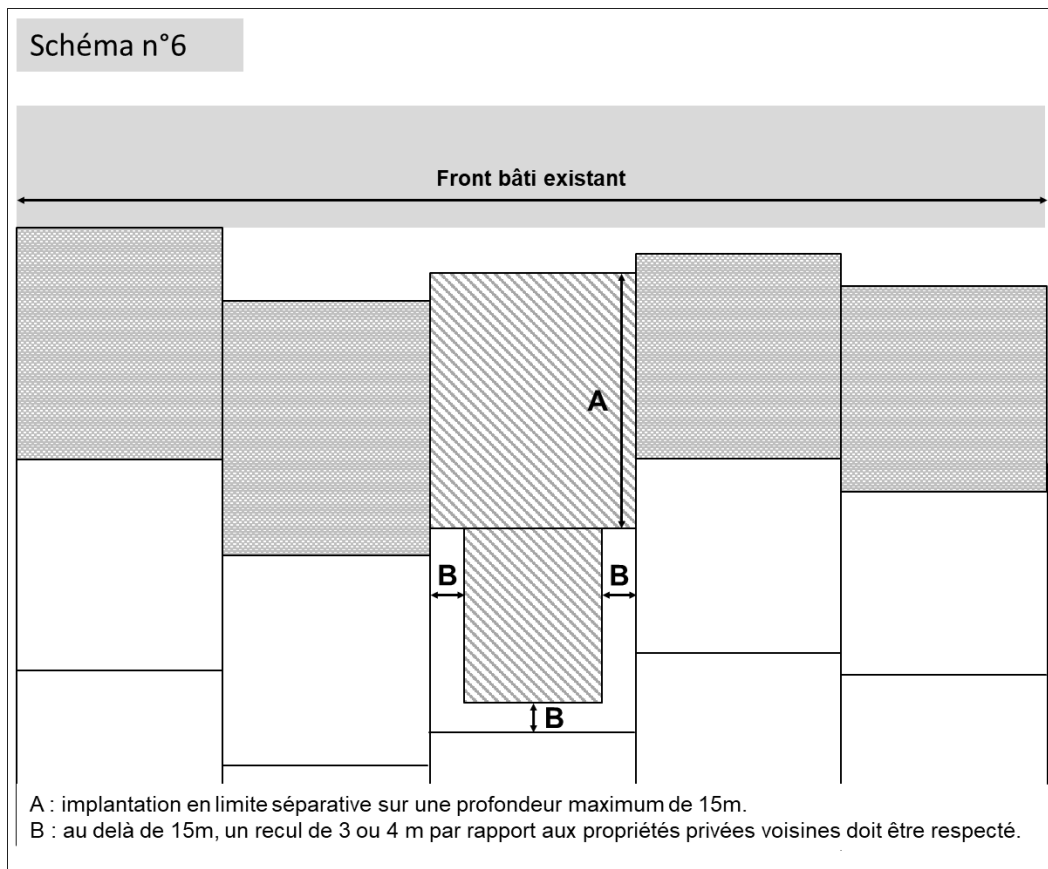 Schéma n°6
Front bâti existant
A
B
B
B
A : implantation en limite séparative sur une profondeur maximum de 15m.
B : au delà de 15m, un recul de 3 ou 4 m par rapport aux propriétés privées voisines doit être respecté.